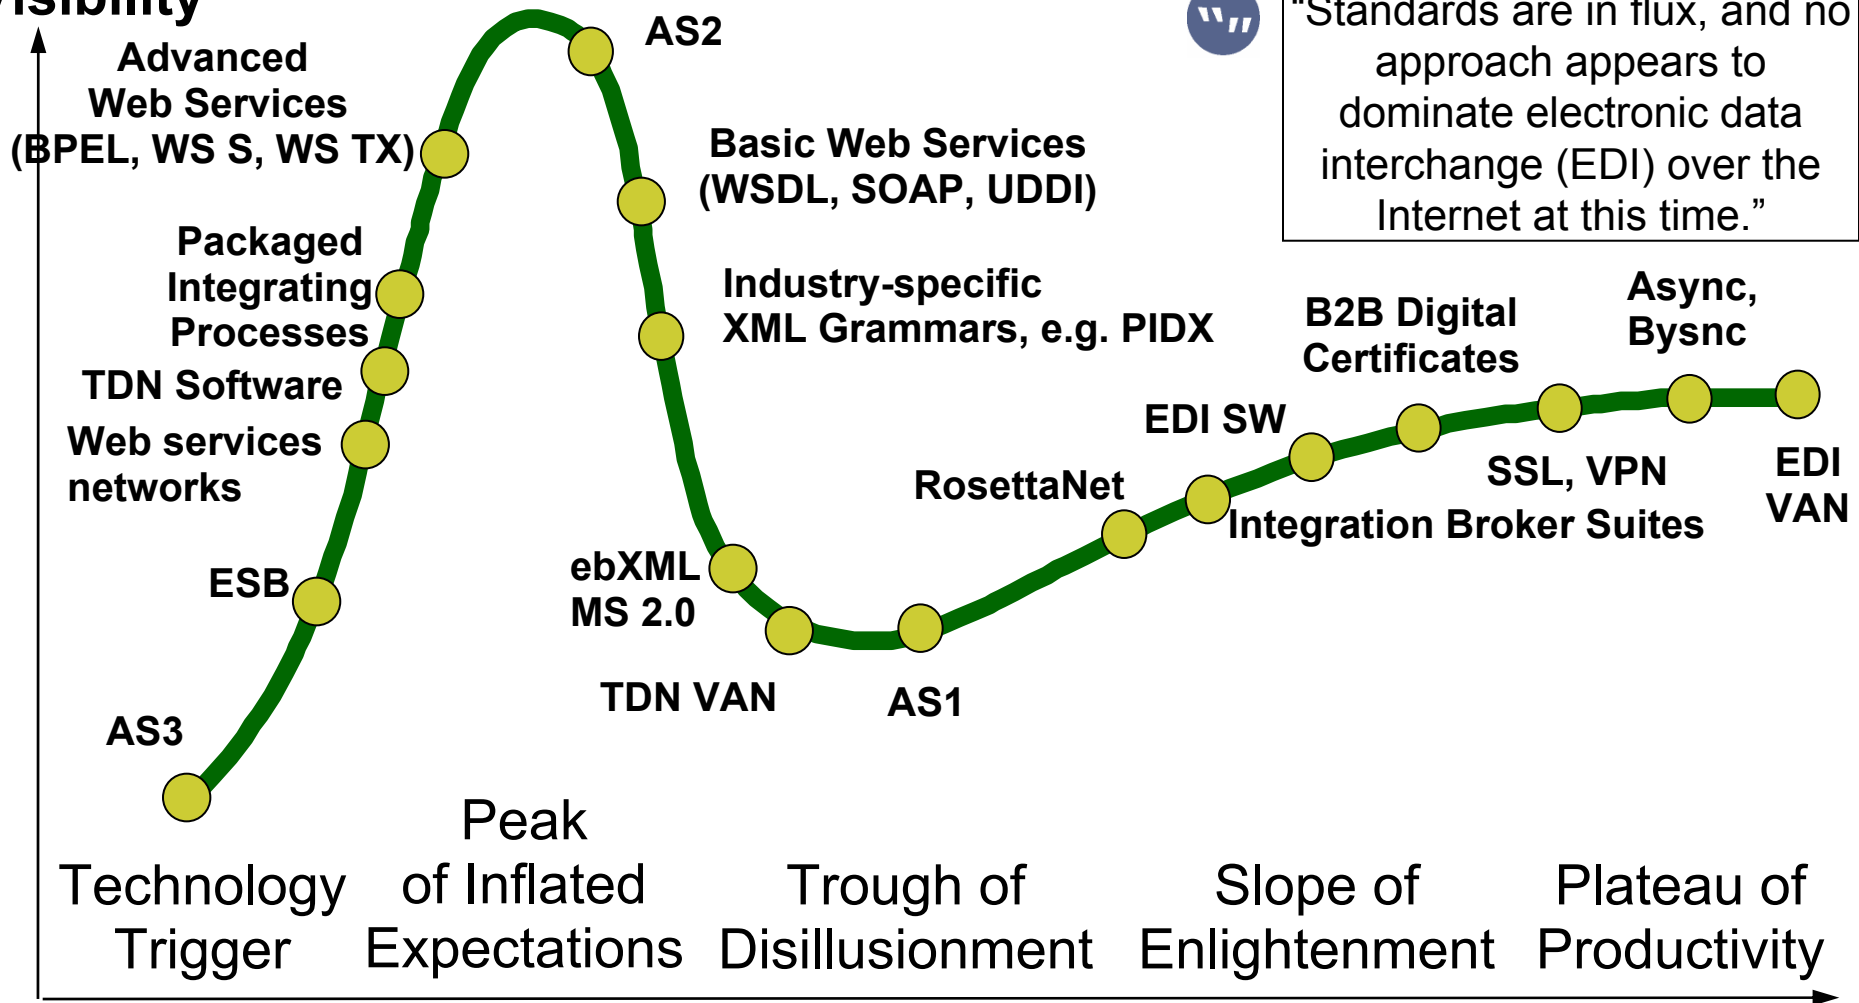 Visibility
AS2
"Standards are in flux, and no
approach appears to
dominate electronic data
interchange (EDI) over the
Internet at this time.”
Advanced
Web Services
(BPEL, WS S, WS TX)
Basic Web Services
(WSDL, SOAP, UDDI)
Packaged
Integrating
Processes
Industry-specific
XML Grammars, e.g. PIDX
B2B Digital
Certificates
Async,
Bysnc
TDN Software
Web services
networks
EDI SW
RosettaNet
SSL, VPN
EDI
VAN
Integration Broker Suites
ESB
ebXML
MS 2.0
TDN VAN
AS1
AS3
Technology
Trigger
Peak
of Inflated
Expectations
Trough of
Disillusionment
Slope of
Enlightenment
Plateau of
Productivity